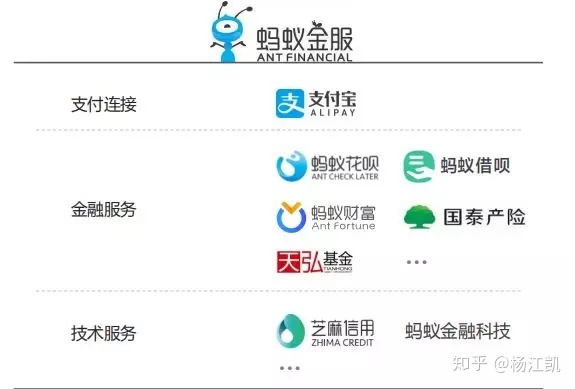 蚂蚁金服
ANT FINANCIAL
支付连接
支 支付宝
ALIPAY
蚂蚁花呗
ANT CHECK LATER
蚂蚁借呗
金融服务
蚂蚁财富
Ant Fortune
国泰产险
天弘基金
TIANHONG
...
技术服务
芝麻信用
ZHIMA CREDIT
蚂蚁金融科技
...
知乎 @杨江凯